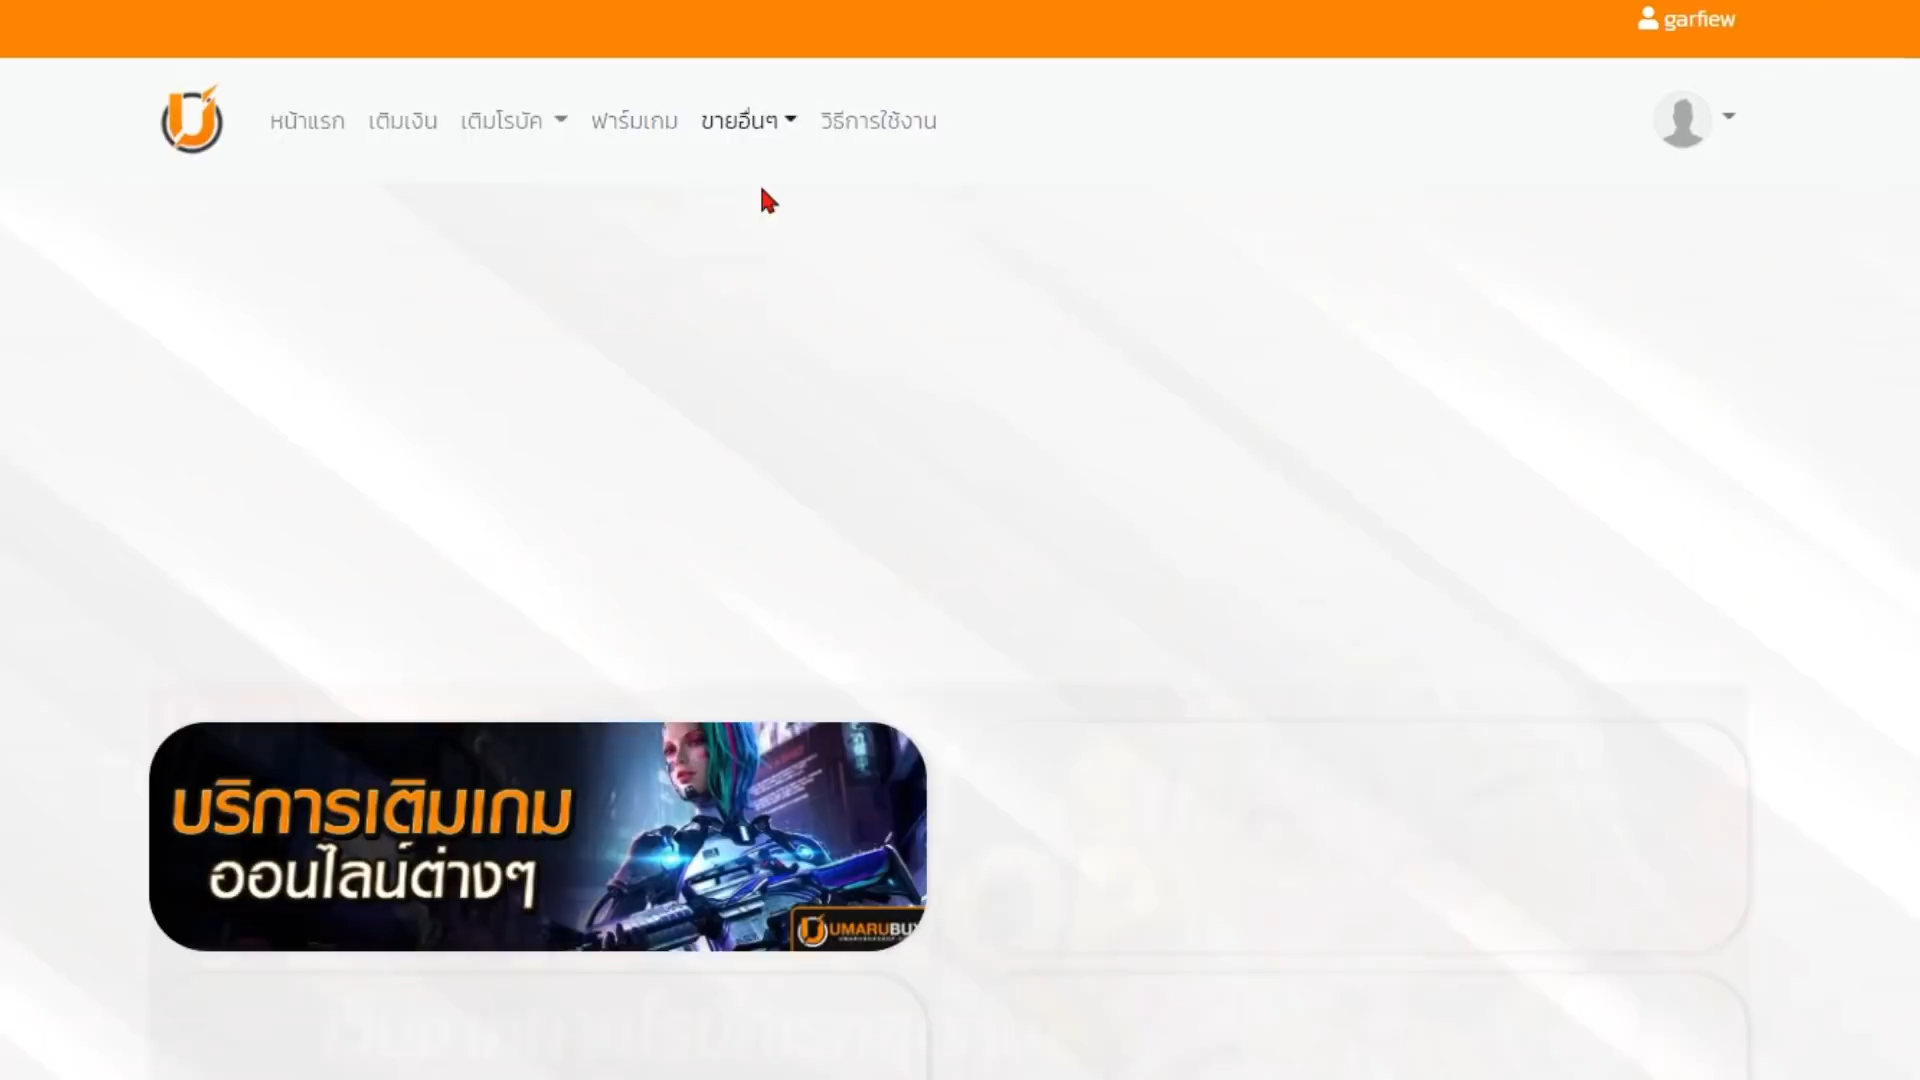 garfiew
หน้าแรก เติมเงิน เติมโรบัค ฟาร์มเกม ขายอื่นๆ วิธีการใช้งาน
บริการเติมเกม
ออนไลน์ต่างๆ